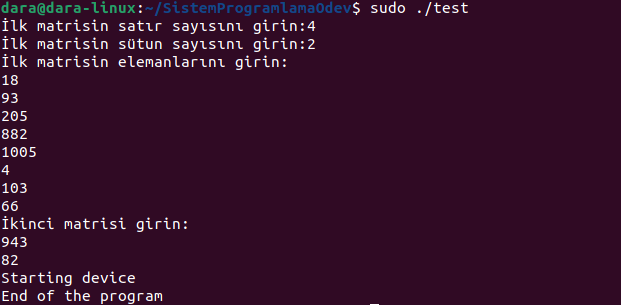 dara@dara-linux:~/SistemProgramlamaOdev$ sudo ./test
İlk matrisin satır sayısını girin:4
İlk matrisin sütun sayısını girin:2
İlk matrisin elemanlarını girin:
18
93
205
882
1005
4
103
66
İkinci matrisi girin:
943
82
Starting device
End of the program